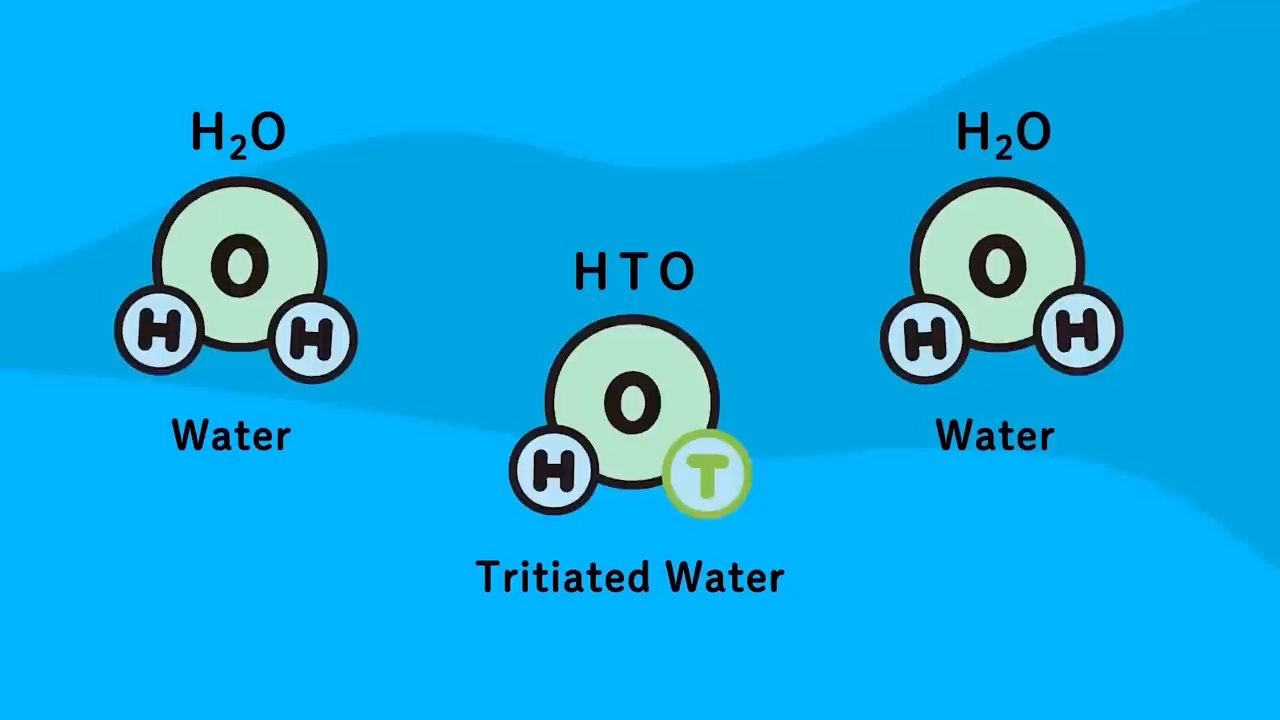 H₂O
O
H H
Water
HTO
O
H T
Tritiated Water
H₂O
O
H H
Water